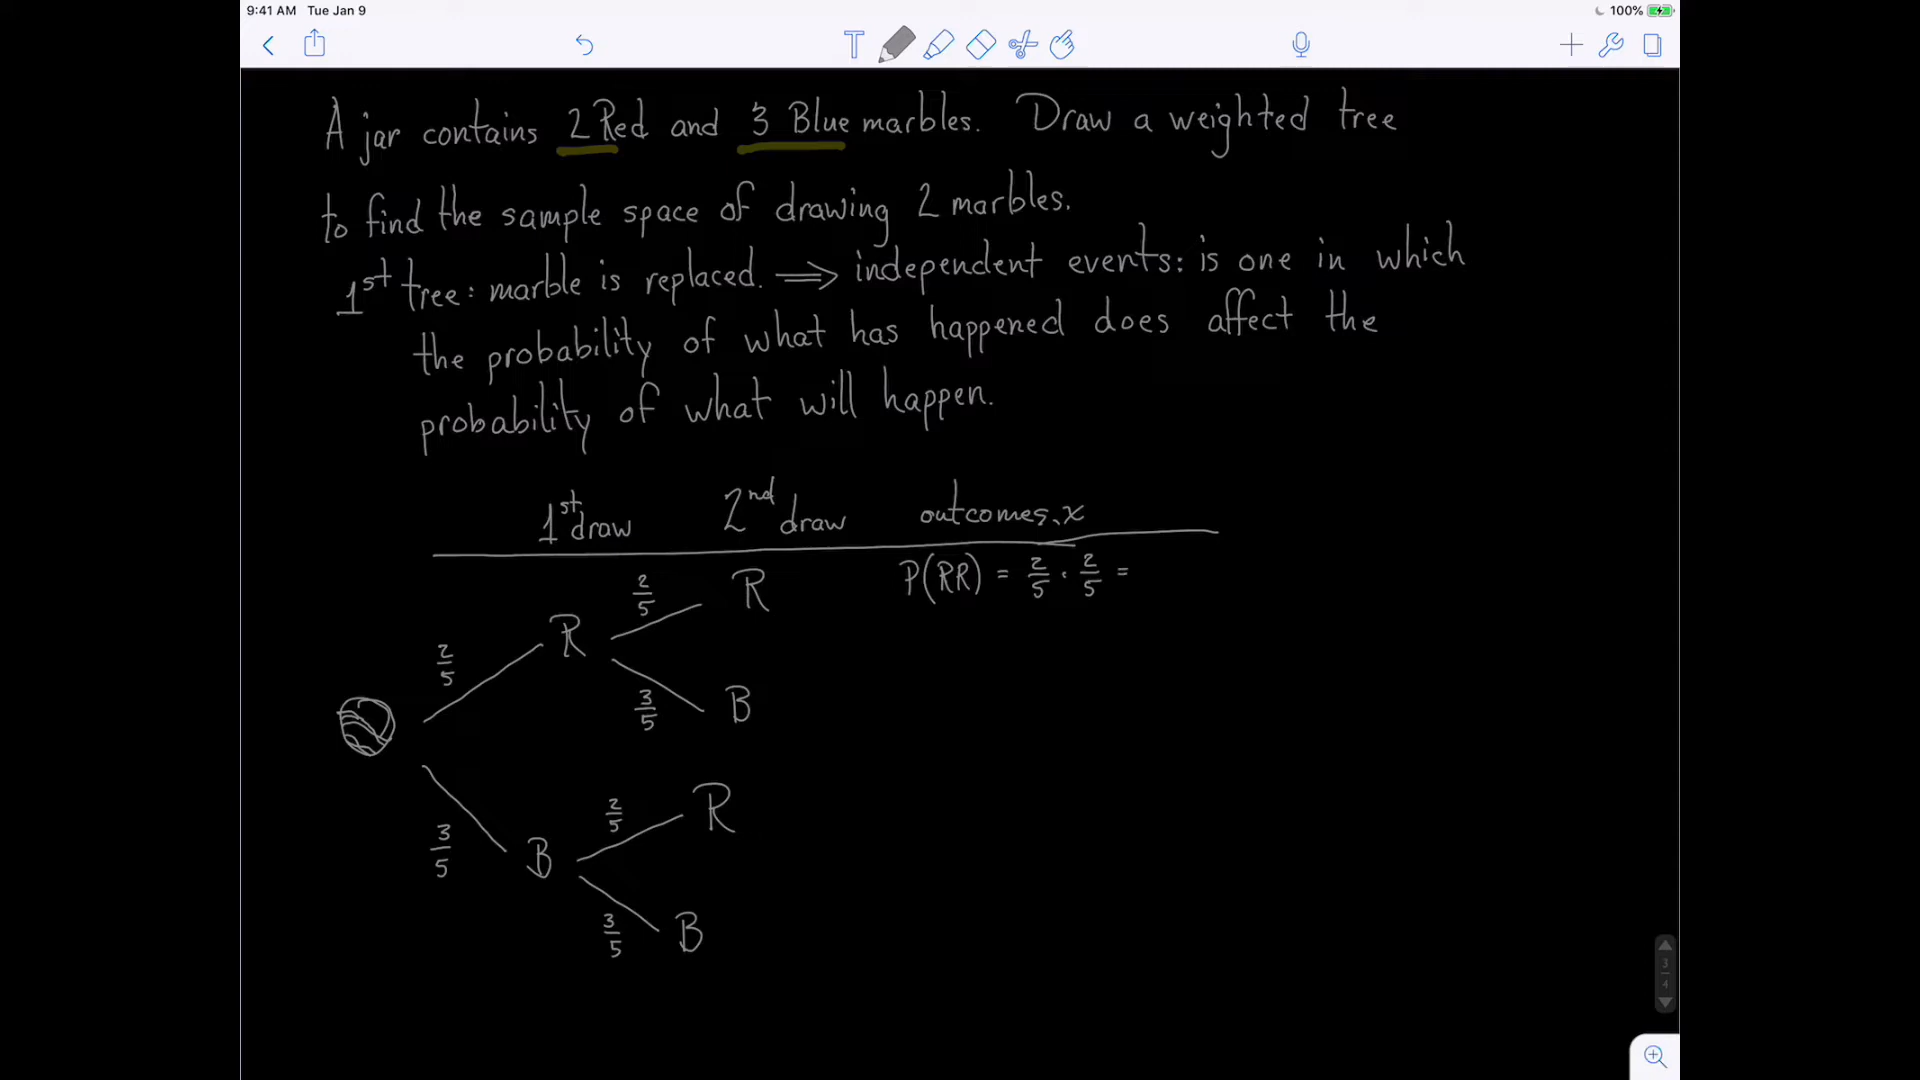 9:41 AM Tue Jan 9
100%
T
A jar contains 2 Red and 3 Blue marbles. Draw a weighted tree
to find the sample space of drawing 2 marbles.
1st tree: marble is replaced. ⟹ independent events: is one in which
the probability of what has happened does affect the
probability of what will happen.
1st draw 2nd draw outcomes, x
P(RR) = 2/5 · 2/5 =
2/5 R
R
2/5
3/5 B
2/5 R
3/5
B
3/5 B
3
4